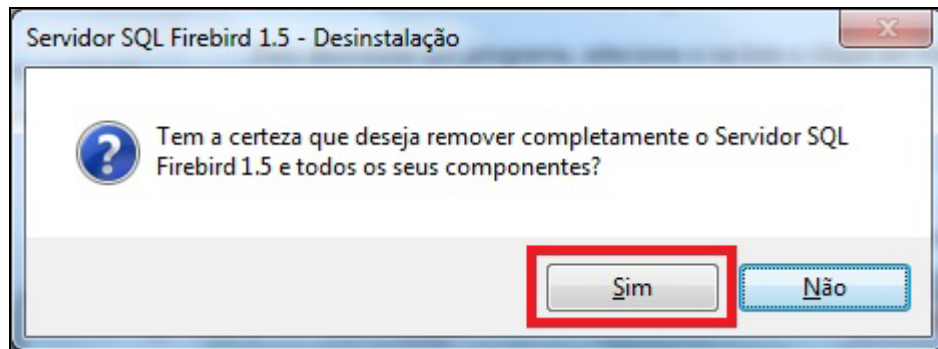 Servidor SQL Firebird 1.5 - Desinstalação
Tem a certeza que deseja remover completamente o Servidor SQL
Firebird 1.5 e todos os seus componentes?
Sim
Não